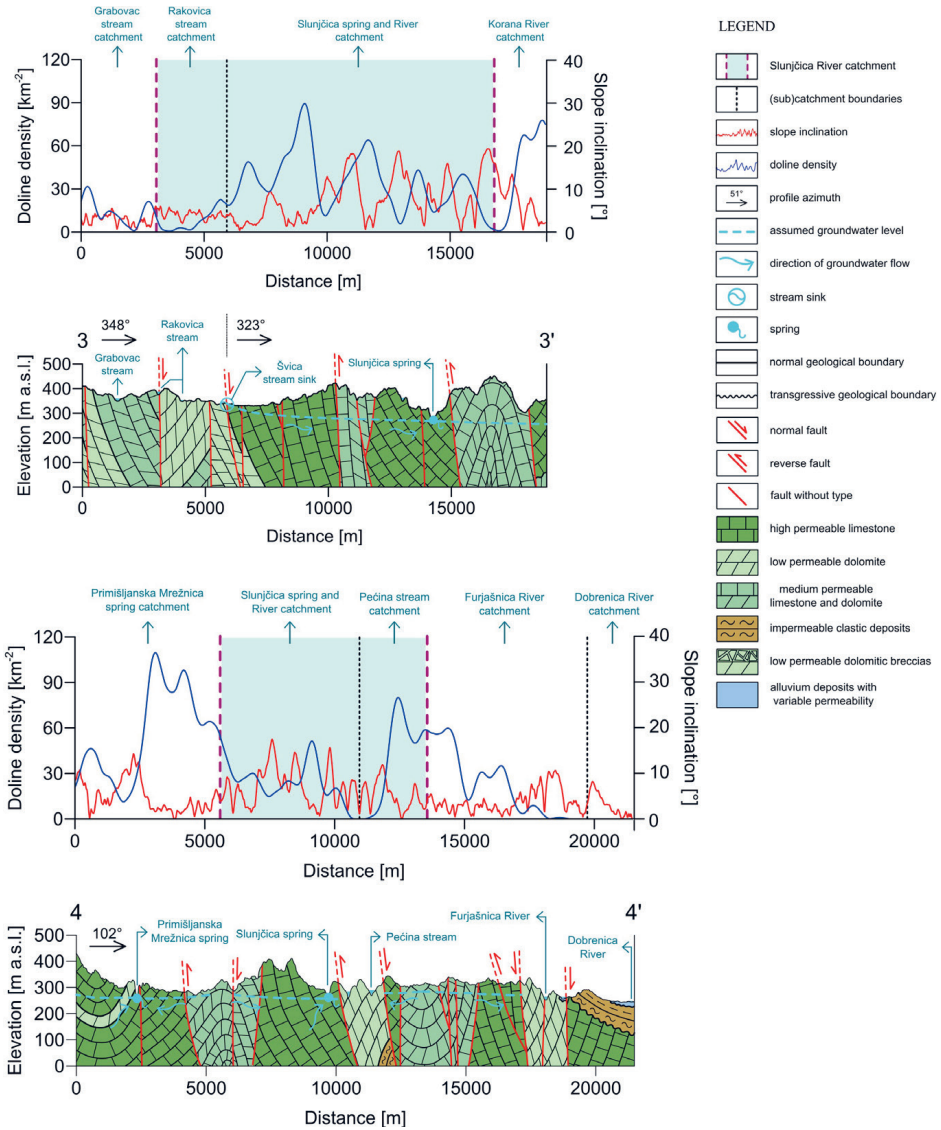 Grabovac
stream
catchment
Rakovica
stream
catchment
Slunjčica spring and River
catchment
Korana River
catchment
120
90
60
30
0
Doline density [km-2]
40
30
20
10
0
Slope inclination [°]
0 5000 10000 15000
Distance [m]
3 348° Rakovica
stream
323° 3'
Grabovac stream
Švica
stream sink
Slunjčica spring
500
400
300
200
100
0
Elevation [m a.s.l.]
0 5000 10000 15000
Distance [m]
Primišljanska Mrežnica
spring catchment
Slunjčica spring and
River catchment
Pećina stream
catchment
Furjašnica River
catchment
Dobrenica River
catchment
120
90
60
30
0
Doline density [km-2]
40
30
20
10
0
Slope inclination [°]
0 5000 10000 15000 20000
Distance [m]
4 4'
102°
Primišljanska
Mrežnica spring
Slunjčica spring
Pećina stream
Furjašnica River
Dobrenica
River
500
400
300
200
100
0
Elevation [m a.s.l.]
0 5000 10000 15000 20000
Distance [m]
LEGEND
Slunjčica River catchment
(sub)catchment boundaries
slope inclination
doline density
51° profile azimuth
assumed groundwater level
direction of groundwater flow
stream sink
spring
normal geological boundary
transgressive geological boundary
normal fault
reverse fault
fault without type
high permeable limestone
low permeable dolomite
medium permeable
limestone and dolomite
impermeable clastic deposits
low permeable dolomitic breccias
alluvium deposits with
variable permeability